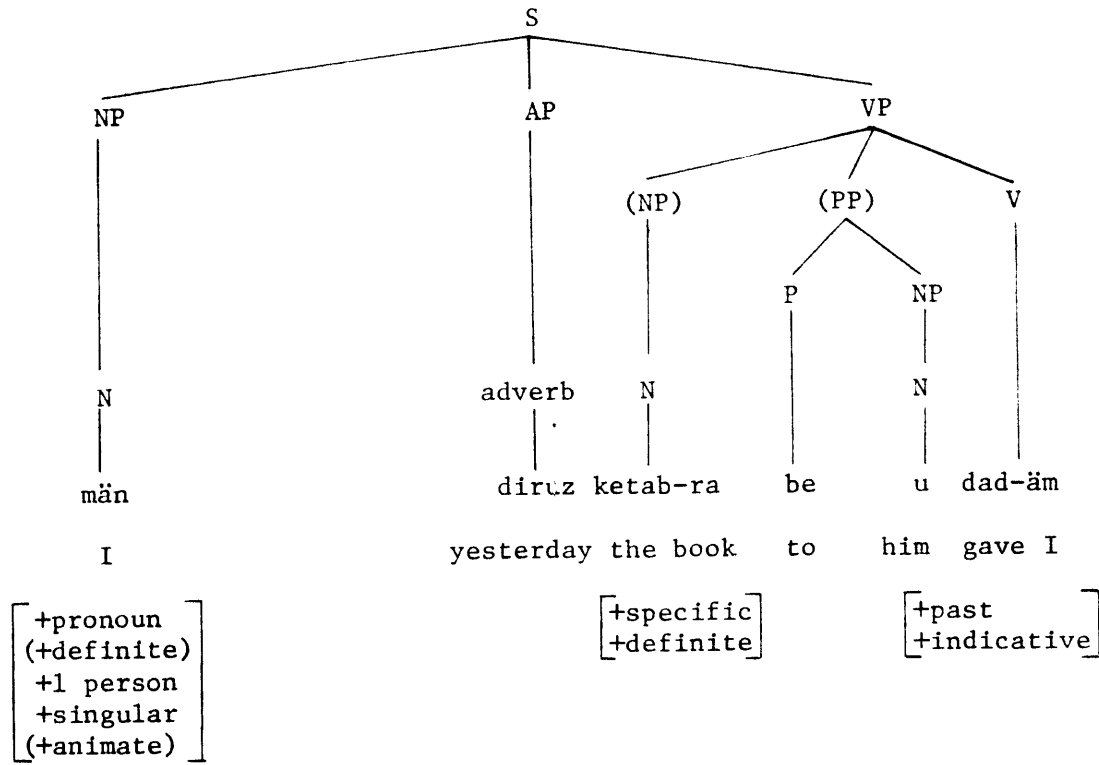 S
NP AP VP
(NP) (PP) V
P NP
N adverb N N
män diruz ketab-ra be u dad-äm
I yesterday the book to him gave I
+pronoun +specific +past
(+definite) +definite +indicative
+1 person
+singular
(+animate)